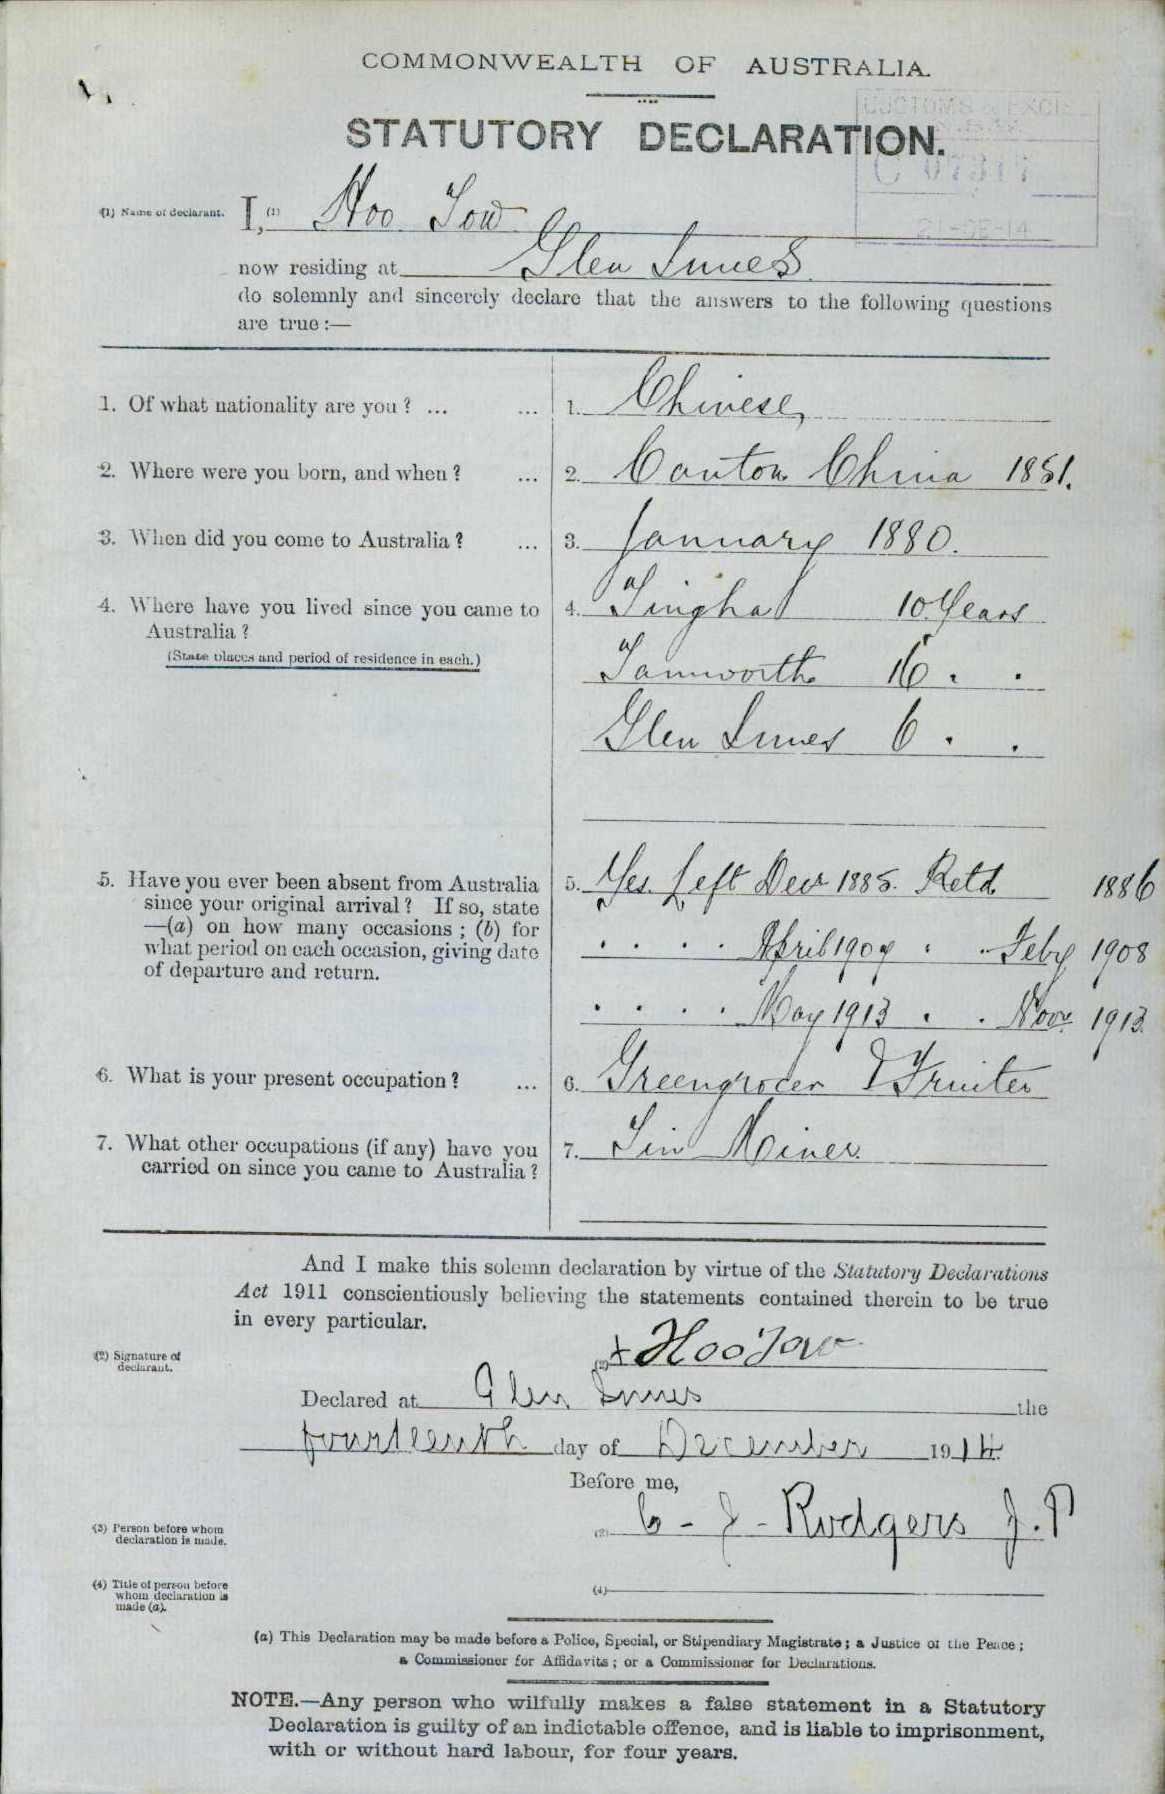 COMMONWEALTH OF AUSTRALIA.
STATUTORY DECLARATION.
CUSTOMS & EXCISE
C 07317
21-DE-14
(1) Name of declarant. I, (1) Hoo Tow
now residing at Glen Innes
do solemnly and sincerely declare that the answers to the following questions
are true :—
1. Of what nationality are you ? ... ... 1. Chinese,
2. Where were you born, and when ? ... 2. Canton China 1851.
3. When did you come to Australia ? ... 3. January 1880.
4. Where have you lived since you came to 4. Tingha 10 Years
Australia ?
(State places and period of residence in each.)
Tamworth 16 " "
Glen Innes 6 " "
5. Have you ever been absent from Australia 5. Yes. Left Decr 1885. Retd. 1886
since your original arrival ? If so, state
—(a) on how many occasions ; (b) for
" " " " April 1907 " " Feby 1908
what period on each occasion, giving date
of departure and return.
" " " " May 1913 " " Nov. 1913
6. What is your present occupation ? ... 6. Greengrocer & Fruiter
7. What other occupations (if any) have you 7. Tin Miner.
carried on since you came to Australia ?
And I make this solemn declaration by virtue of the Statutory Declarations
Act 1911 conscientiously believing the statements contained therein to be true
in every particular.
(2) Signature of
declarant.
(2) x Hoo Tow
Declared at Glen Innes the
fourteenth day of December 1914
Before me,
(3) Person before whom
declaration is made.
(3) C - J - Rodgers J.P
(4) Title of person before
whom declaration is
made (a).
(4)
(a) This Declaration may be made before a Police, Special, or Stipendiary Magistrate ; a Justice of the Peace ;
a Commissioner for Affidavits ; or a Commissioner for Declarations.
NOTE.—Any person who wilfully makes a false statement in a Statutory
Declaration is guilty of an indictable offence, and is liable to imprisonment,
with or without hard labour, for four years.